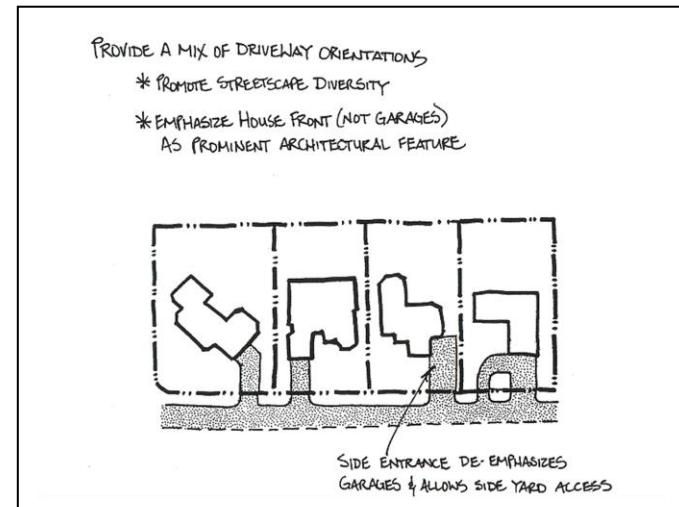 PROVIDE A MIX OF DRIVEWAY ORIENTATIONS
* PROMOTE STREETSCAPE DIVERSITY
* EMPHASIZE HOUSE FRONT (NOT GARAGES)
AS PROMINENT ARCHITECTURAL FEATURE
SIDE ENTRANCE DE-EMPHASIZES
GARAGES & ALLOWS SIDE YARD ACCESS